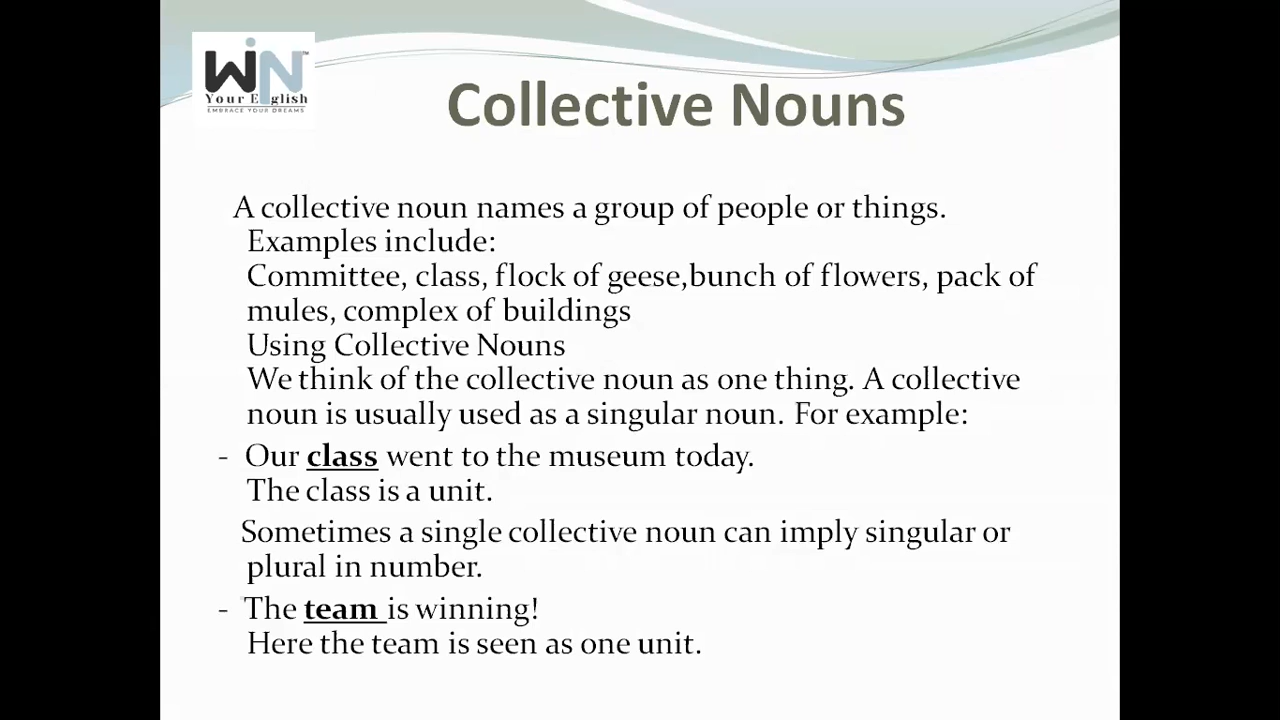 WiN™
Your English
EMBRACE YOUR DREAMS
Collective Nouns
A collective noun names a group of people or things.
Examples include:
Committee, class, flock of geese,bunch of flowers, pack of
mules, complex of buildings
Using Collective Nouns
We think of the collective noun as one thing. A collective
noun is usually used as a singular noun. For example:
- Our class went to the museum today.
The class is a unit.
Sometimes a single collective noun can imply singular or
plural in number.
- The team is winning!
Here the team is seen as one unit.